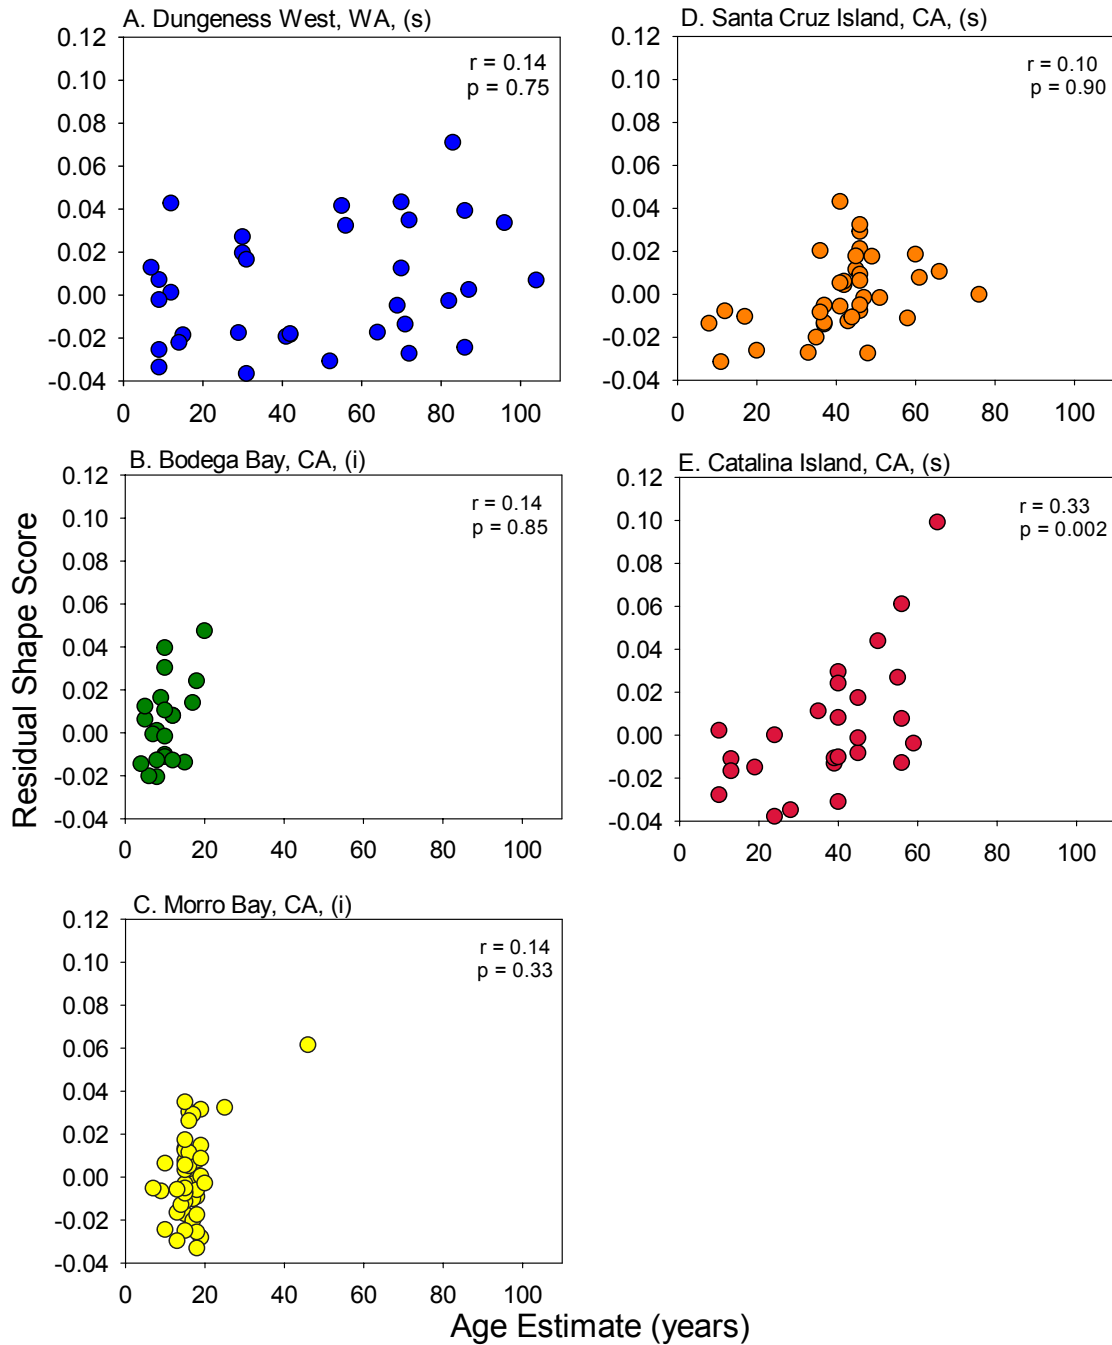 A. Dungeness West, WA, (s)
0.12
0.10
0.08
0.06
0.04
0.02
0.00
-0.02
-0.04
r = 0.14
p = 0.75
0 20 40 60 80 100
D. Santa Cruz Island, CA, (s)
0.12
0.10
0.08
0.06
0.04
0.02
0.00
-0.02
-0.04
r = 0.10
p = 0.90
0 20 40 60 80 100
B. Bodega Bay, CA, (i)
0.12
0.10
0.08
0.06
0.04
0.02
0.00
-0.02
-0.04
r = 0.14
p = 0.85
0 20 40 60 80 100
E. Catalina Island, CA, (s)
0.12
0.10
0.08
0.06
0.04
0.02
0.00
-0.02
-0.04
r = 0.33
p = 0.002
0 20 40 60 80 100
Residual Shape Score
C. Morro Bay, CA, (i)
0.12
0.10
0.08
0.06
0.04
0.02
0.00
-0.02
-0.04
r = 0.14
p = 0.33
0 20 40 60 80 100
Age Estimate (years)